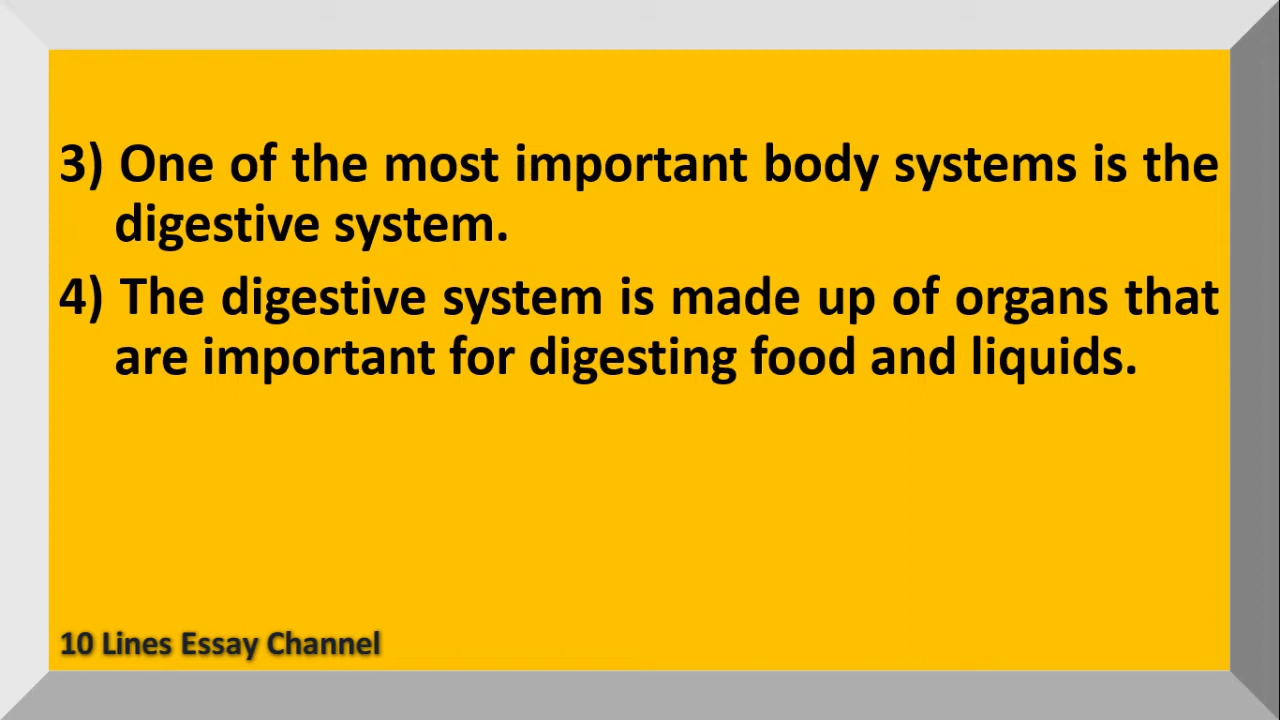 3) One of the most important body systems is the
digestive system.
4) The digestive system is made up of organs that
are important for digesting food and liquids.
10 Lines Essay Channel